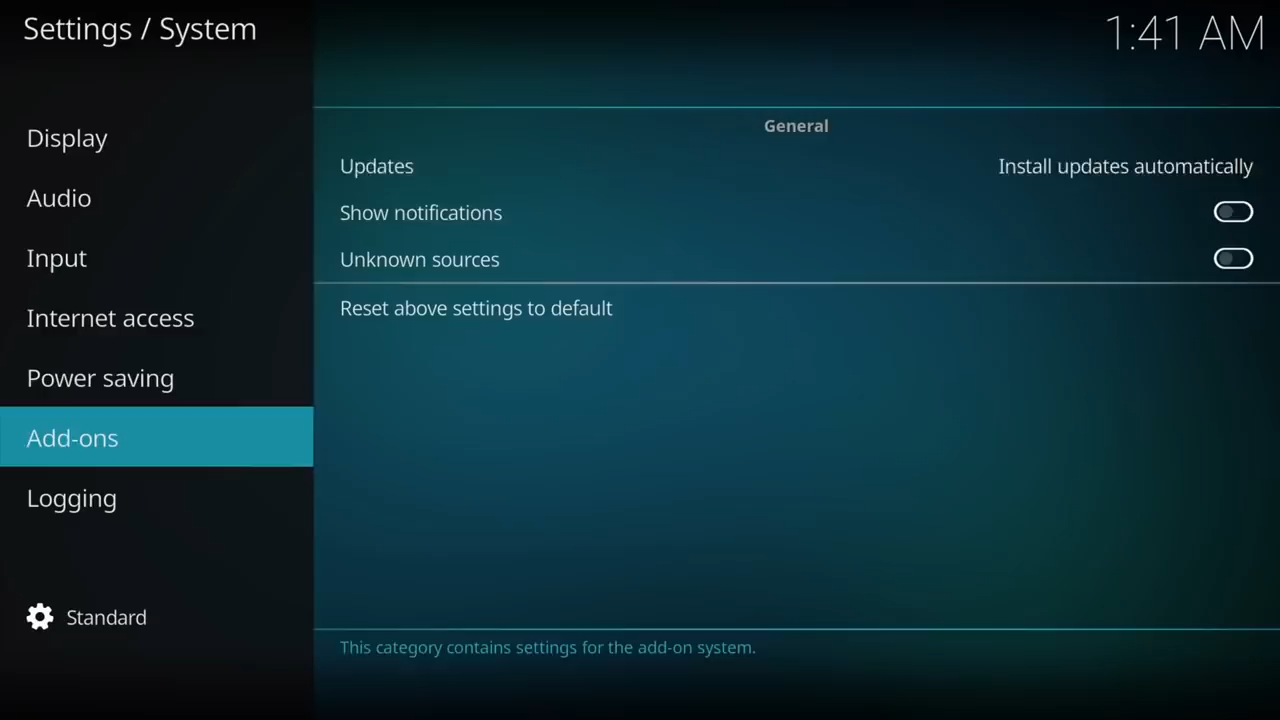 Settings / System
1:41 AM
Display
Audio
Input
Internet access
Power saving
Add-ons
Logging
Standard
General
Updates Install updates automatically
Show notifications
Unknown sources
Reset above settings to default
This category contains settings for the add-on system.